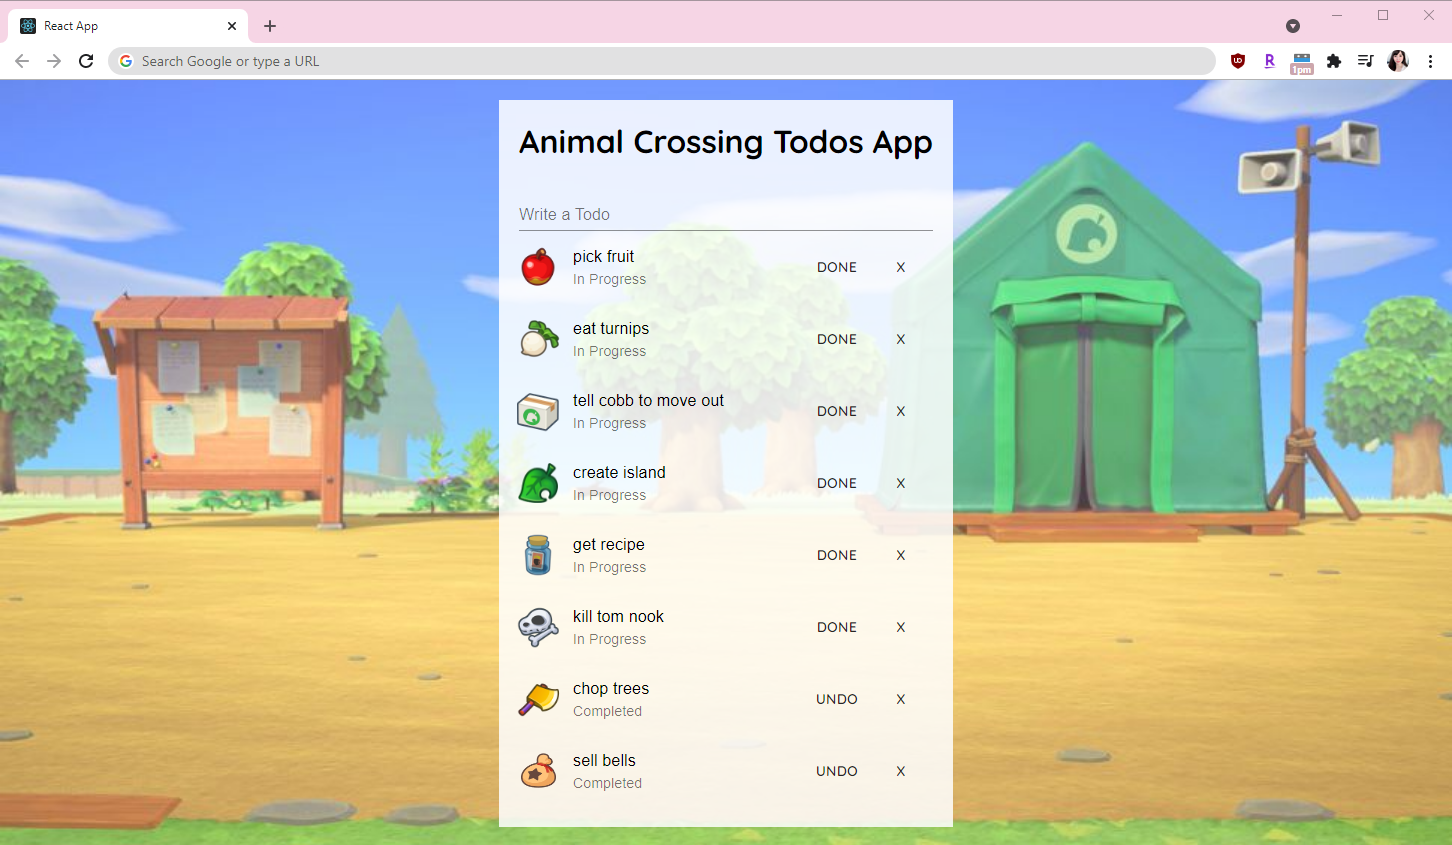 React App
Search Google or type a URL
UD
R
1pm
Animal Crossing Todos App
Write a Todo
pick fruit
In Progress
DONE X
eat turnips
In Progress
DONE X
tell cobb to move out
In Progress
DONE X
create island
In Progress
DONE X
get recipe
In Progress
DONE X
kill tom nook
In Progress
DONE X
chop trees
Completed
UNDO X
sell bells
Completed
UNDO X